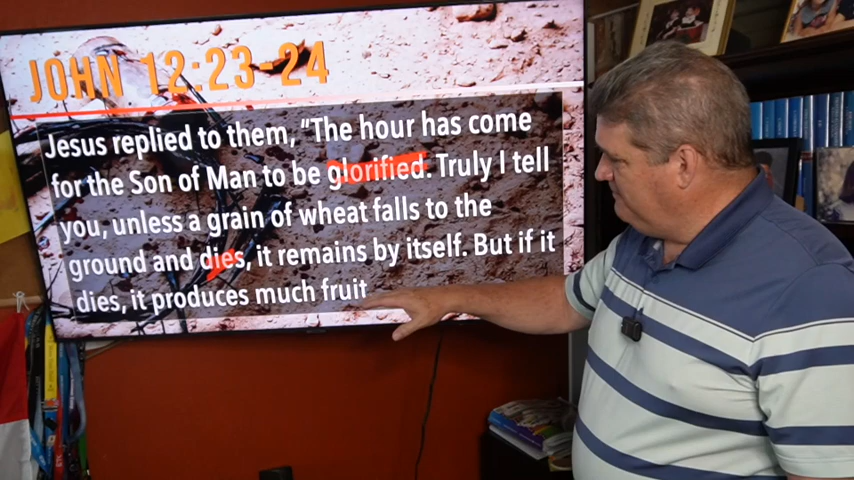 JOHN 12:23-24
Jesus replied to them, “The hour has come
for the Son of Man to be glorified. Truly I tell
you, unless a grain of wheat falls to the
ground and dies, it remains by itself. But if it
dies, it produces much fruit